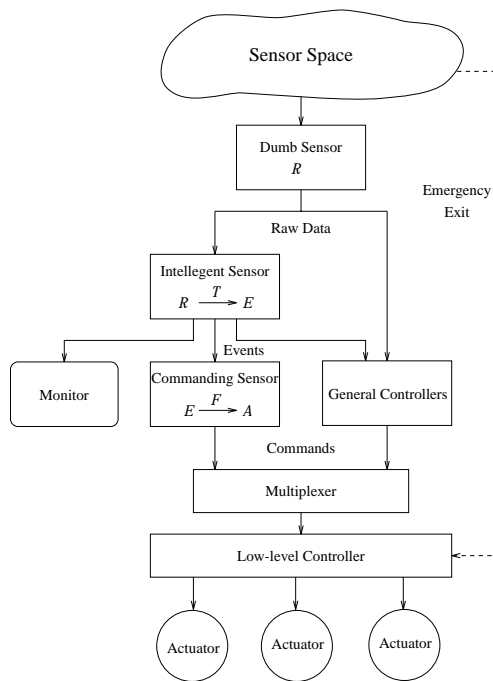 Sensor Space
Dumb Sensor
R
Emergency
Exit
Raw Data
Intellegent Sensor
T
R E
Events
Monitor
Commanding Sensor
F
E A
General Controllers
Commands
Multiplexer
Low-level Controller
Actuator Actuator Actuator